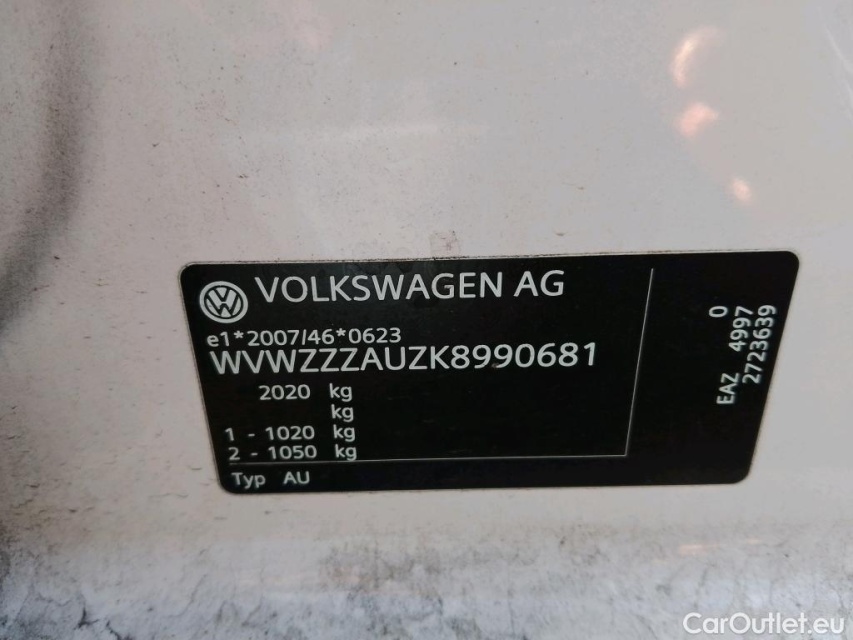 VOLKSWAGEN AG
e1*2007/46*0623
WVWZZZAUZK8990681
2020 kg
kg
1 - 1020 kg
2 - 1050 kg
Typ AU
0
EAZ 4997
2723639
CarOutlet.eu